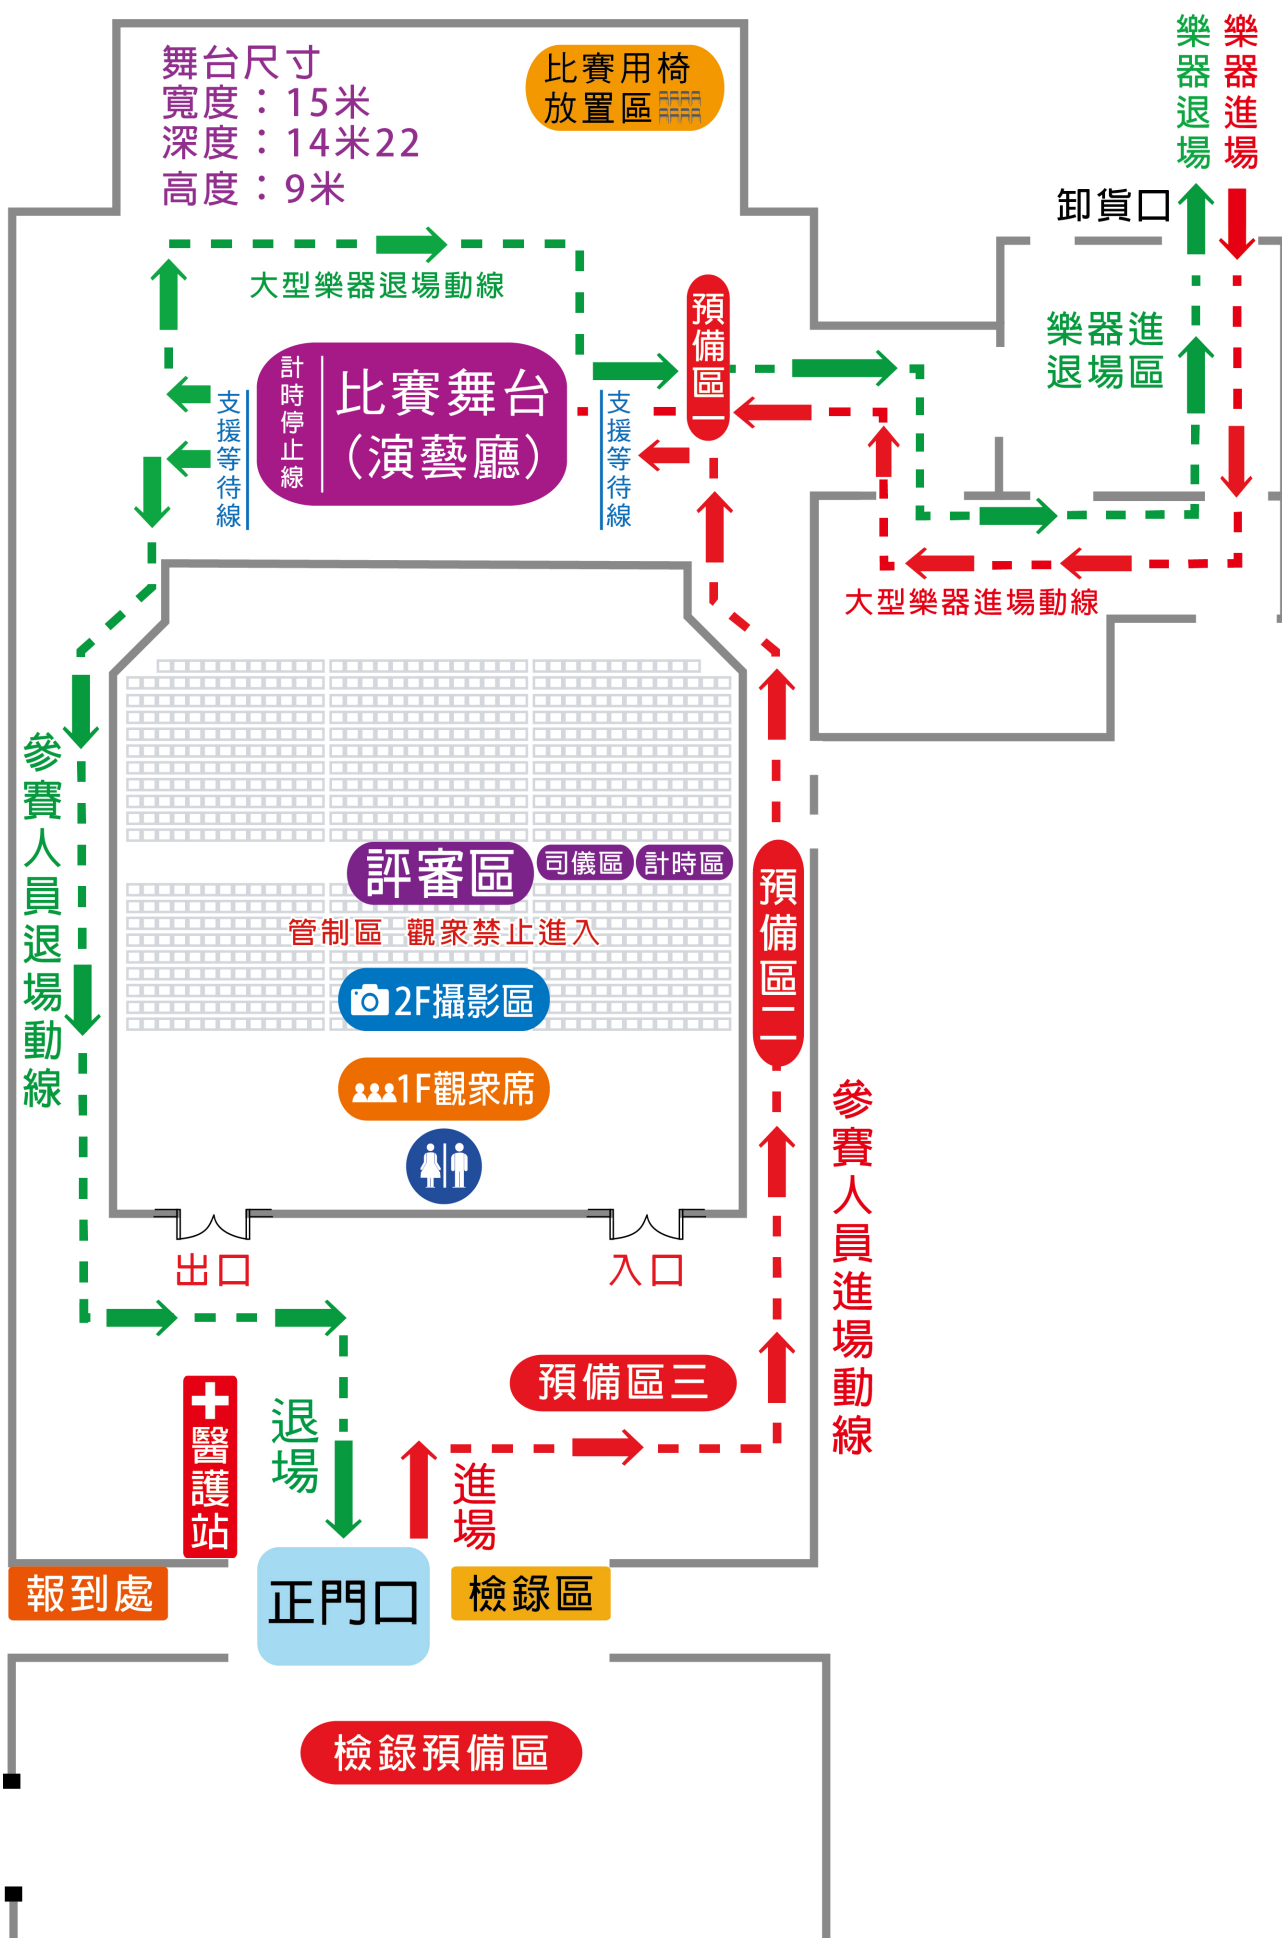 舞台尺寸
寬度：15米
深度：14米22
高度：9米
比賽用椅
放置區
樂器退場
樂器進場
卸貨口
樂器進
退場區
大型樂器退場動線
預備區一
計時停止線
比賽舞台
（演藝廳）
支援等待線
支援等待線
大型樂器進場動線
參賽人員退場動線
評審區
司儀區
計時區
管制區 觀衆禁止進入
2F攝影區
1F觀衆席
預備區二
參賽人員進場動線
出口
入口
預備區三
醫護站
退場
進場
報到處
正門口
檢錄區
檢錄預備區